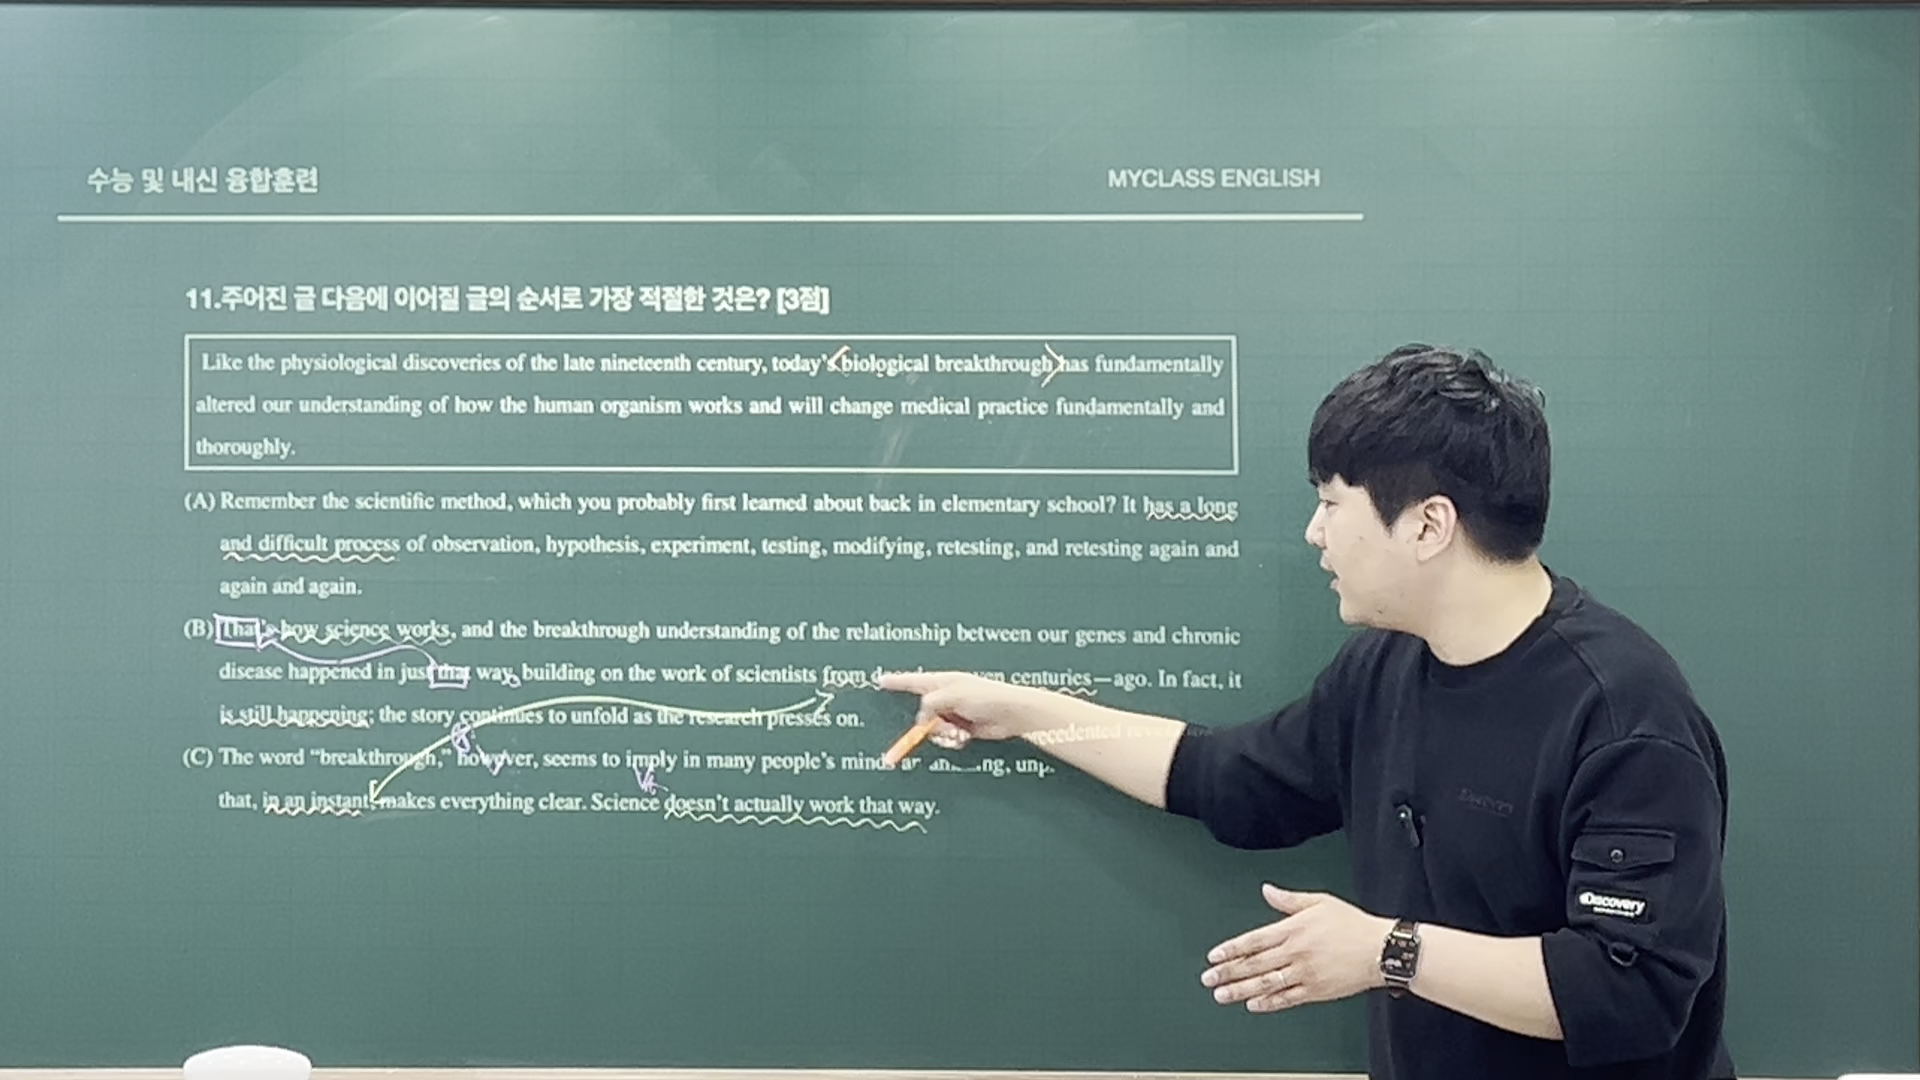 수능 및 내신 융합훈련
MYCLASS ENGLISH
11.주어진 글 다음에 이어질 글의 순서로 가장 적절한 것은? [3점]
Like the physiological discoveries of the late nineteenth century, today's biological breakthrough has fundamentally
altered our understanding of how the human organism works and will change medical practice fundamentally and
thoroughly.
(A) Remember the scientific method, which you probably first learned about back in elementary school? It has a long
and difficult process of observation, hypothesis, experiment, testing, modifying, retesting, and retesting again and
again and again.
(B) That's how science works, and the breakthrough understanding of the relationship between our genes and chronic
disease happened in just that way, building on the work of scientists from centuries—ago. In fact, it
is still happening; the story continues to unfold as the research presses on.
(C) The word "breakthrough," however, seems to imply in many people's minds
that, in an instant, makes everything clear. Science doesn't actually work that way.
Discovery